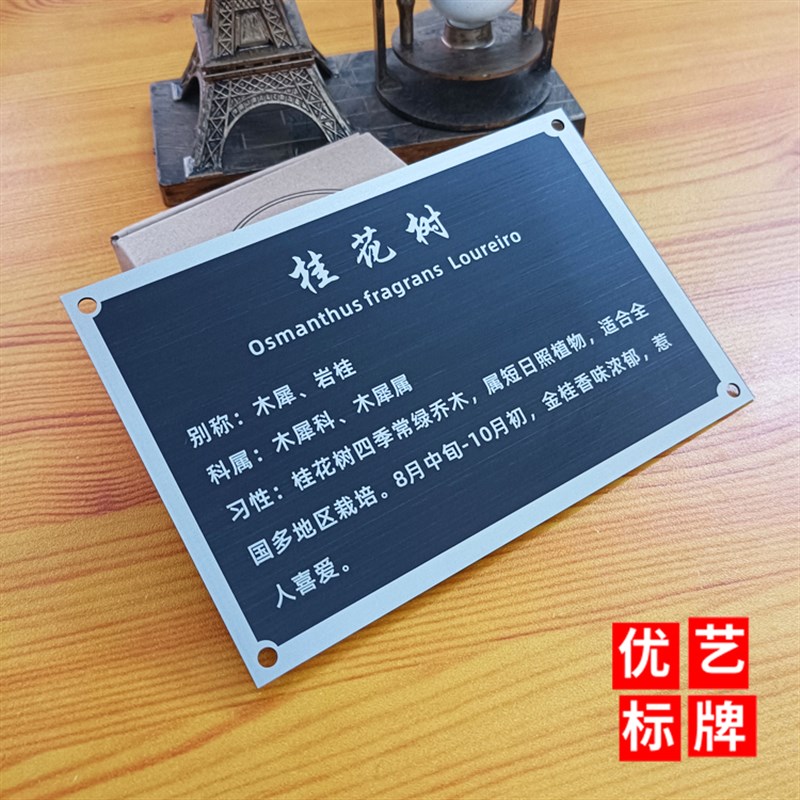 桂花树
Osmanthus fragrans Loureiro
别称：木犀、岩桂
科属：木犀科、木犀属
习性：桂花树四季常绿乔木，属短日照植物，适合全
国多地区栽培。8月中旬-10月初，金桂香味浓郁，惹
人喜爱。
优艺
标牌